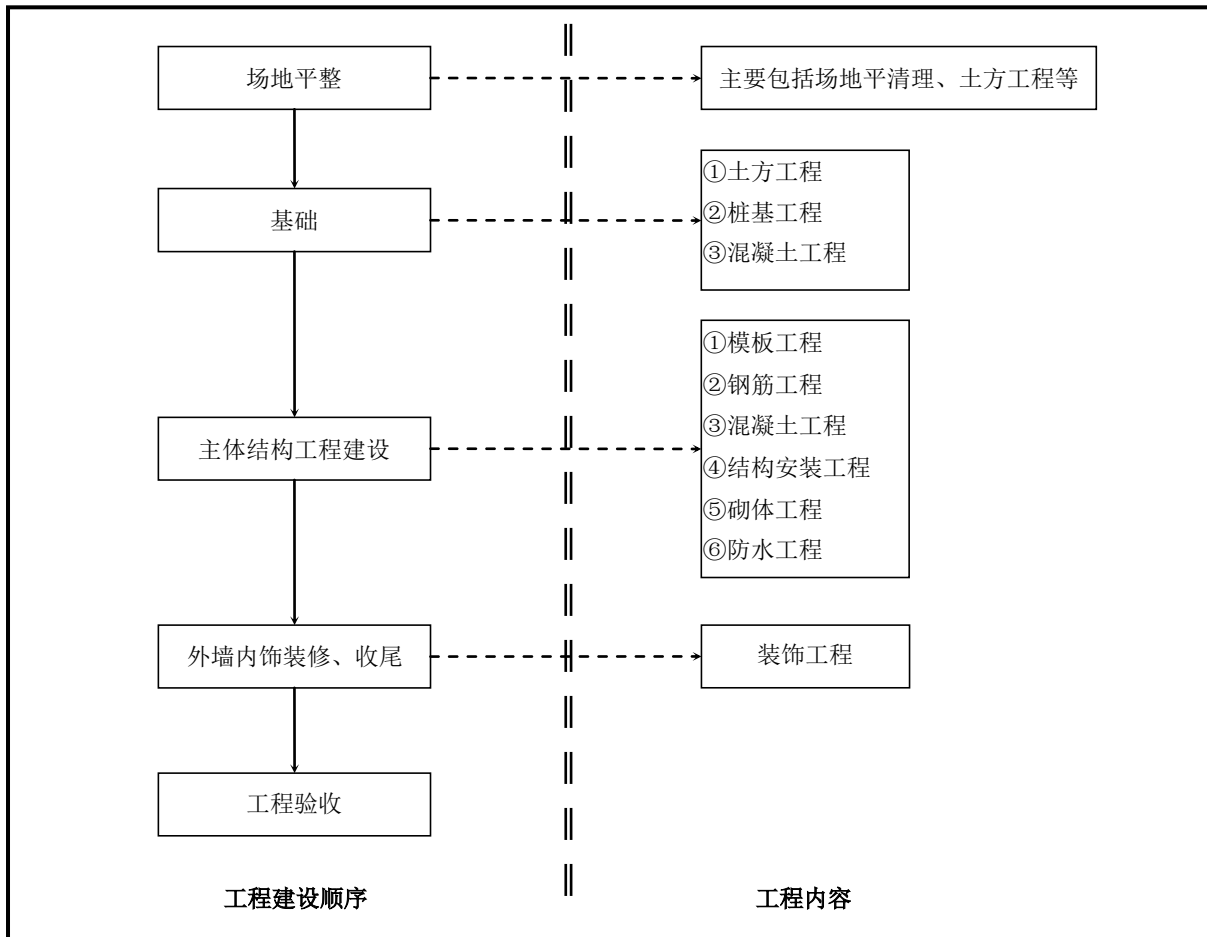 场地平整
主要包括场地平清理、土方工程等
基础
①土方工程
②桩基工程
③混凝土工程
主体结构工程建设
①模板工程
②钢筋工程
③混凝土工程
④结构安装工程
⑤砌体工程
⑥防水工程
外墙内饰装修、收尾
装饰工程
工程验收
工程建设顺序
工程内容